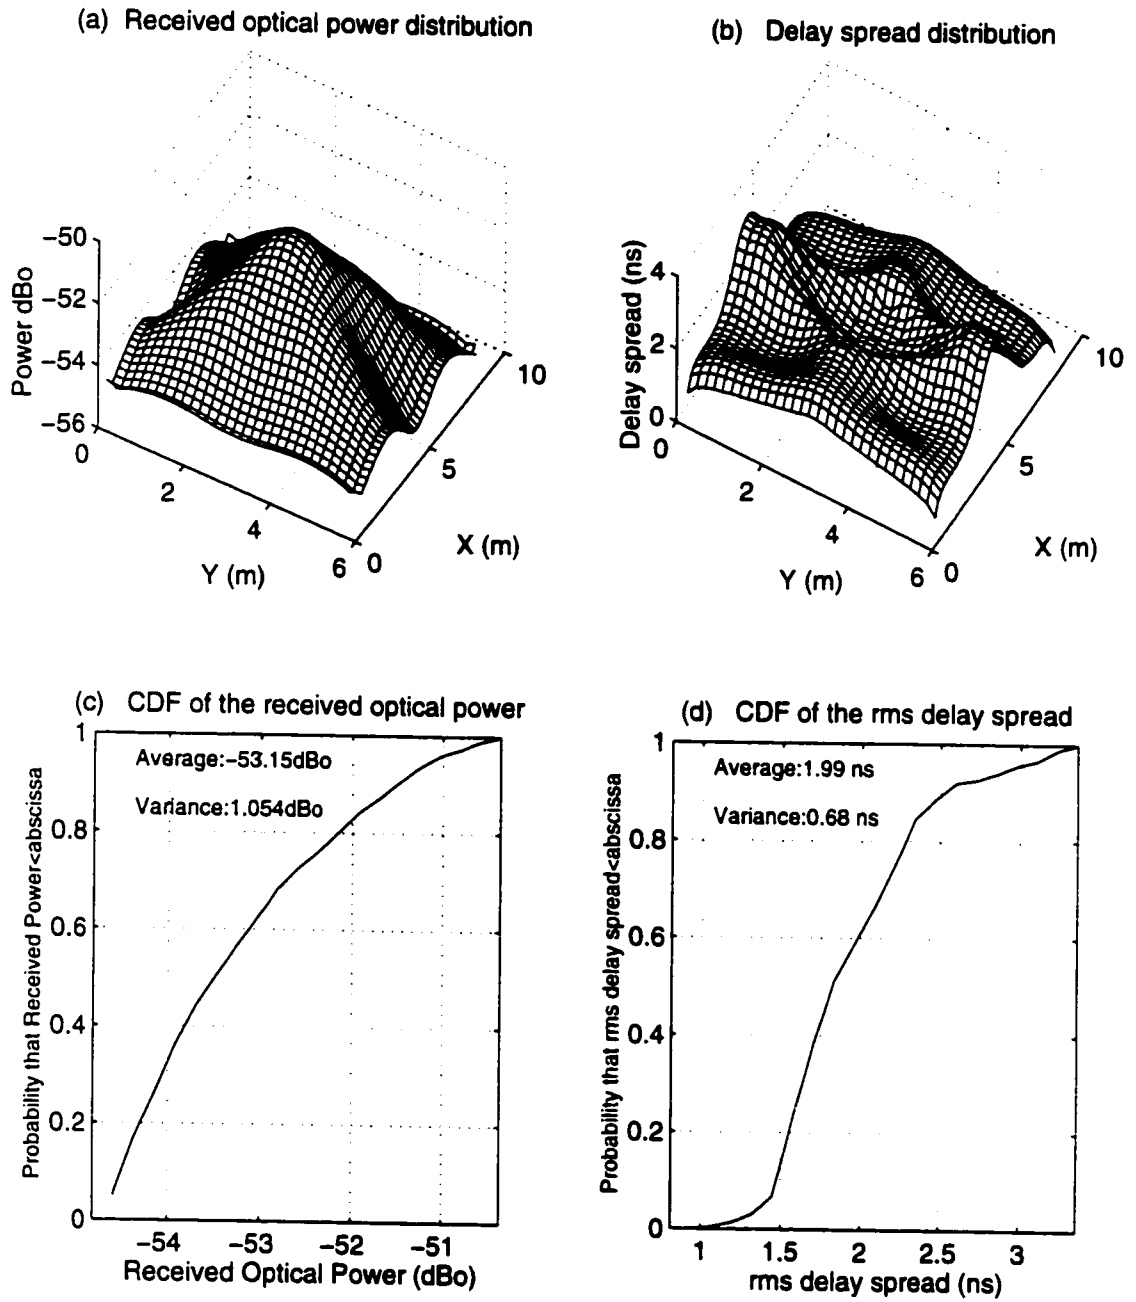 (a) Received optical power distribution
Power dBo
−50
−52
−54
−56
0
2
4
6
Y (m)
0
5
10
X (m)
(b) Delay spread distribution
Delay spread (ns)
4
2
0
0
2
4
6
Y (m)
0
5
10
X (m)
(c) CDF of the received optical power
Average:−53.15dBo
Variance:1.054dBo
Probability that Received Power<abscissa
1
0.8
0.6
0.4
0.2
0
−54
−53
−52
−51
Received Optical Power (dBo)
(d) CDF of the rms delay spread
Average:1.99 ns
Variance:0.68 ns
Probability that rms delay spread<abscissa
1
0.8
0.6
0.4
0.2
0
1
1.5
2
2.5
3
rms delay spread (ns)